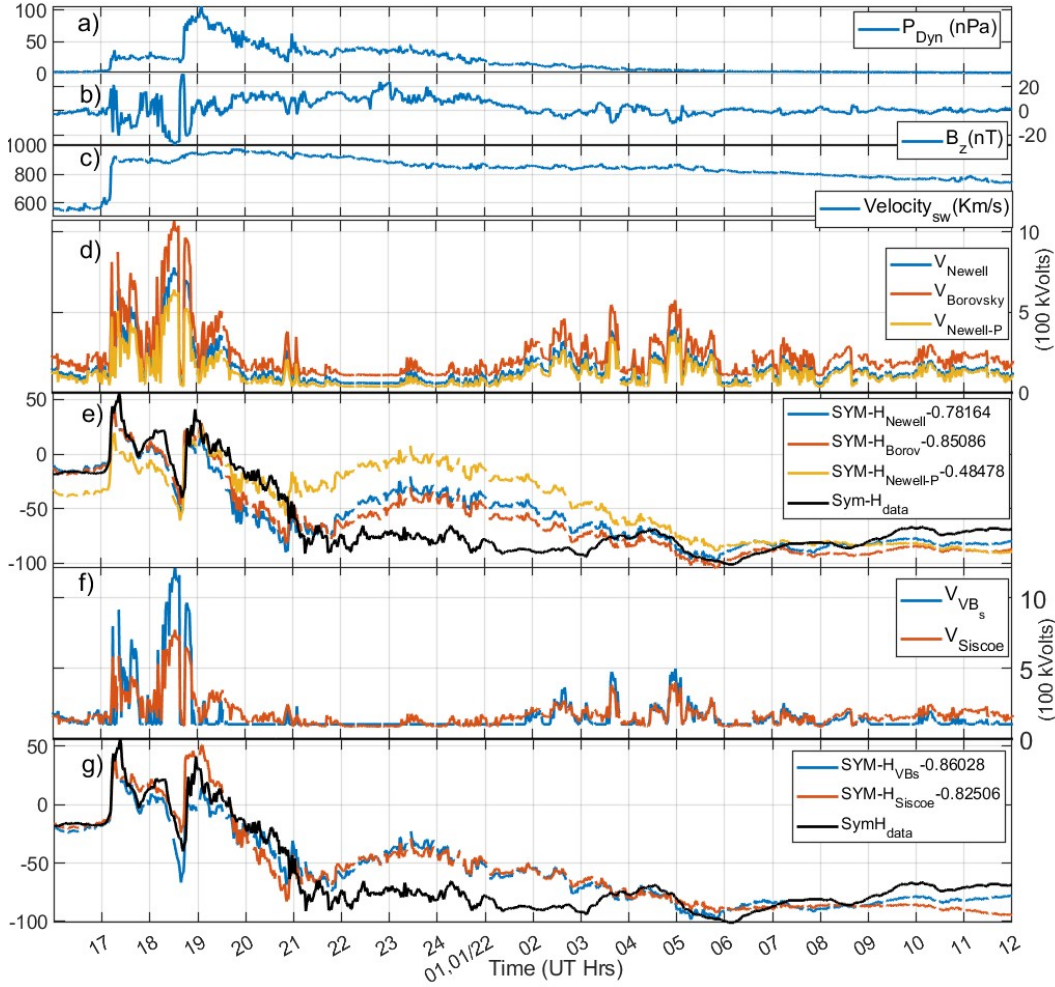 a)
100
50
0
P_Dyn (nPa)
b)
20
0
-20
B_z(nT)
c)
1000
800
600
Velocity_sw(Km/s)
d)
10
5
0
(100 kVolts)
V_Newell
V_Borovsky
V_Newell-P
e)
50
0
-50
-100
SYM-H_Newell-0.78164
SYM-H_Borov-0.85086
SYM-H_Newell-P-0.48478
Sym-H_data
f)
10
5
0
(100 kVolts)
V_VB_s
V_Siscoe
g)
50
0
-50
-100
SYM-H_VBs-0.86028
SYM-H_Siscoe-0.82506
SymH_data
17 18 19 20 21 22 23 24 01,01/22 02 03 04 05 06 07 08 09 10 11 12
Time (UT Hrs)